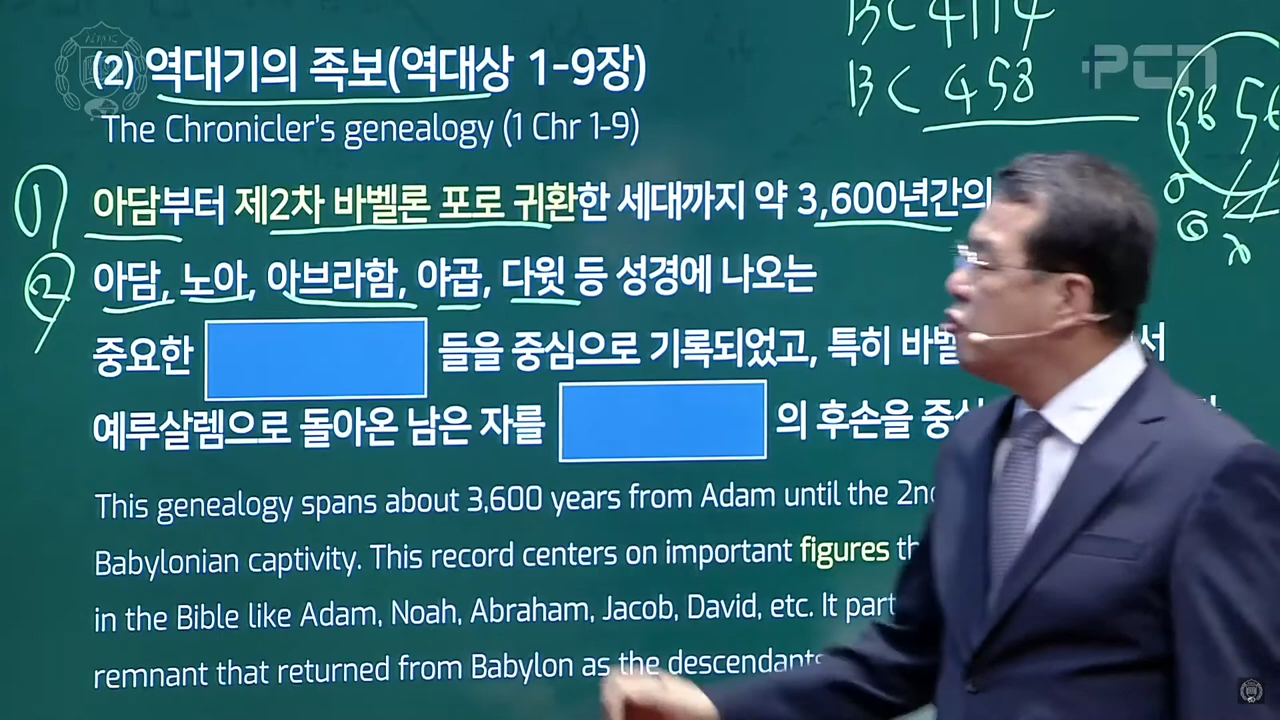 (2) 역대기의 족보(역대상 1-9장)
The Chronicler's genealogy (1 Chr 1-9)
BC 4114
BC 458
PCN
3656
①
아담부터 제2차 바벨론 포로 귀환한 세대까지 약 3,600년간의
②
아담, 노아, 아브라함, 야곱, 다윗 등 성경에 나오는
중요한 들을 중심으로 기록되었고, 특히 서
예루살렘으로 돌아온 남은 자를 의 후손을
This genealogy spans about 3,600 years from Adam until the
Babylonian captivity. This record centers on important figures
in the Bible like Adam, Noah, Abraham, Jacob, David, etc. It
remnant that returned from Babylon as the descendants